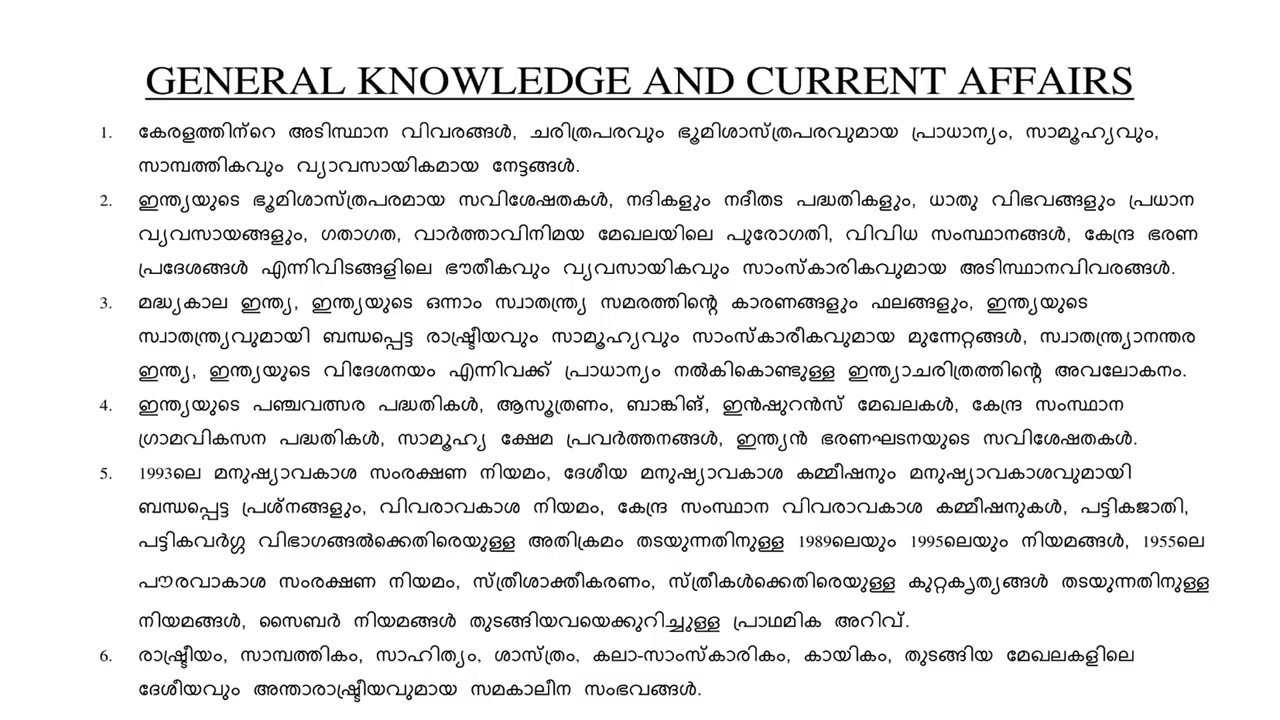 GENERAL KNOWLEDGE AND CURRENT AFFAIRS
1. കേരളത്തിന്റെ അടിസ്ഥാന വിവരങ്ങൾ, ചരിത്രപരവും ഭൂമിശാസ്ത്രപരവുമായ പ്രാധാന്യം, സാമൂഹ്യവും,
സാമ്പത്തികവും വ്യാവസായികമായ നേട്ടങ്ങൾ.
2. ഇന്ത്യയുടെ ഭൂമിശാസ്ത്രപരമായ സവിശേഷതകൾ, നദികളും നദീതട പദ്ധതികളും, ധാതു വിഭവങ്ങളും പ്രധാന
വ്യവസായങ്ങളും, ഗതാഗത, വാർത്താവിനിമയ മേഖലയിലെ പുരോഗതി, വിവിധ സംസ്ഥാനങ്ങൾ, കേന്ദ്ര ഭരണ
പ്രദേശങ്ങൾ എന്നിവിടങ്ങളിലെ ഭൗതീകവും വ്യവസായികവും സാംസ്കാരികവുമായ അടിസ്ഥാനവിവരങ്ങൾ.
3. മദ്ധ്യകാല ഇന്ത്യ, ഇന്ത്യയുടെ ഒന്നാം സ്വാതന്ത്ര്യ സമരത്തിന്റെ കാരണങ്ങളും ഫലങ്ങളും, ഇന്ത്യയുടെ
സ്വാതന്ത്ര്യവുമായി ബന്ധപ്പെട്ട രാഷ്ട്രീയവും സാമൂഹ്യവും സാംസ്കാരീകവുമായ മുന്നേറ്റങ്ങൾ, സ്വാതന്ത്ര്യാനന്തര
ഇന്ത്യ, ഇന്ത്യയുടെ വിദേശനയം എന്നിവക്ക് പ്രാധാന്യം നൽകികൊണ്ടുള്ള ഇന്ത്യാചരിത്രത്തിന്റെ അവലോകനം.
4. ഇന്ത്യയുടെ പഞ്ചവത്സര പദ്ധതികൾ, ആസൂത്രണം, ബാങ്കിങ്, ഇൻഷുറൻസ് മേഖലകൾ, കേന്ദ്ര സംസ്ഥാന
ഗ്രാമവികസന പദ്ധതികൾ, സാമൂഹ്യ ക്ഷേമ പ്രവർത്തനങ്ങൾ, ഇന്ത്യൻ ഭരണഘടനയുടെ സവിശേഷതകൾ.
5. 1993ലെ മനുഷ്യാവകാശ സംരക്ഷണ നിയമം, ദേശീയ മനുഷ്യാവകാശ കമ്മീഷനും മനുഷ്യാവകാശവുമായി
ബന്ധപ്പെട്ട പ്രശ്നങ്ങളും, വിവരാവകാശ നിയമം, കേന്ദ്ര സംസ്ഥാന വിവരാവകാശ കമ്മീഷനുകൾ, പട്ടികജാതി,
പട്ടികവർഗ്ഗ വിഭാഗങ്ങൽക്കെതിരെയുള്ള അതിക്രമം തടയുന്നതിനുള്ള 1989ലെയും 1995ലെയും നിയമങ്ങൾ, 1955ലെ
പൗരവാകാശ സംരക്ഷണ നിയമം, സ്ത്രീശാക്തീകരണം, സ്ത്രീകൾക്കെതിരെയുള്ള കുറ്റകൃത്യങ്ങൾ തടയുന്നതിനുള്ള
നിയമങ്ങൾ, സൈബർ നിയമങ്ങൾ തുടങ്ങിയവയെക്കുറിച്ചുള്ള പ്രാഥമിക അറിവ്.
6. രാഷ്ട്രീയം, സാമ്പത്തികം, സാഹിത്യം, ശാസ്ത്രം, കലാ-സാംസ്കാരികം, കായികം, തുടങ്ങിയ മേഖലകളിലെ
ദേശീയവും അന്താരാഷ്ട്രീയവുമായ സമകാലീന സംഭവങ്ങൾ.